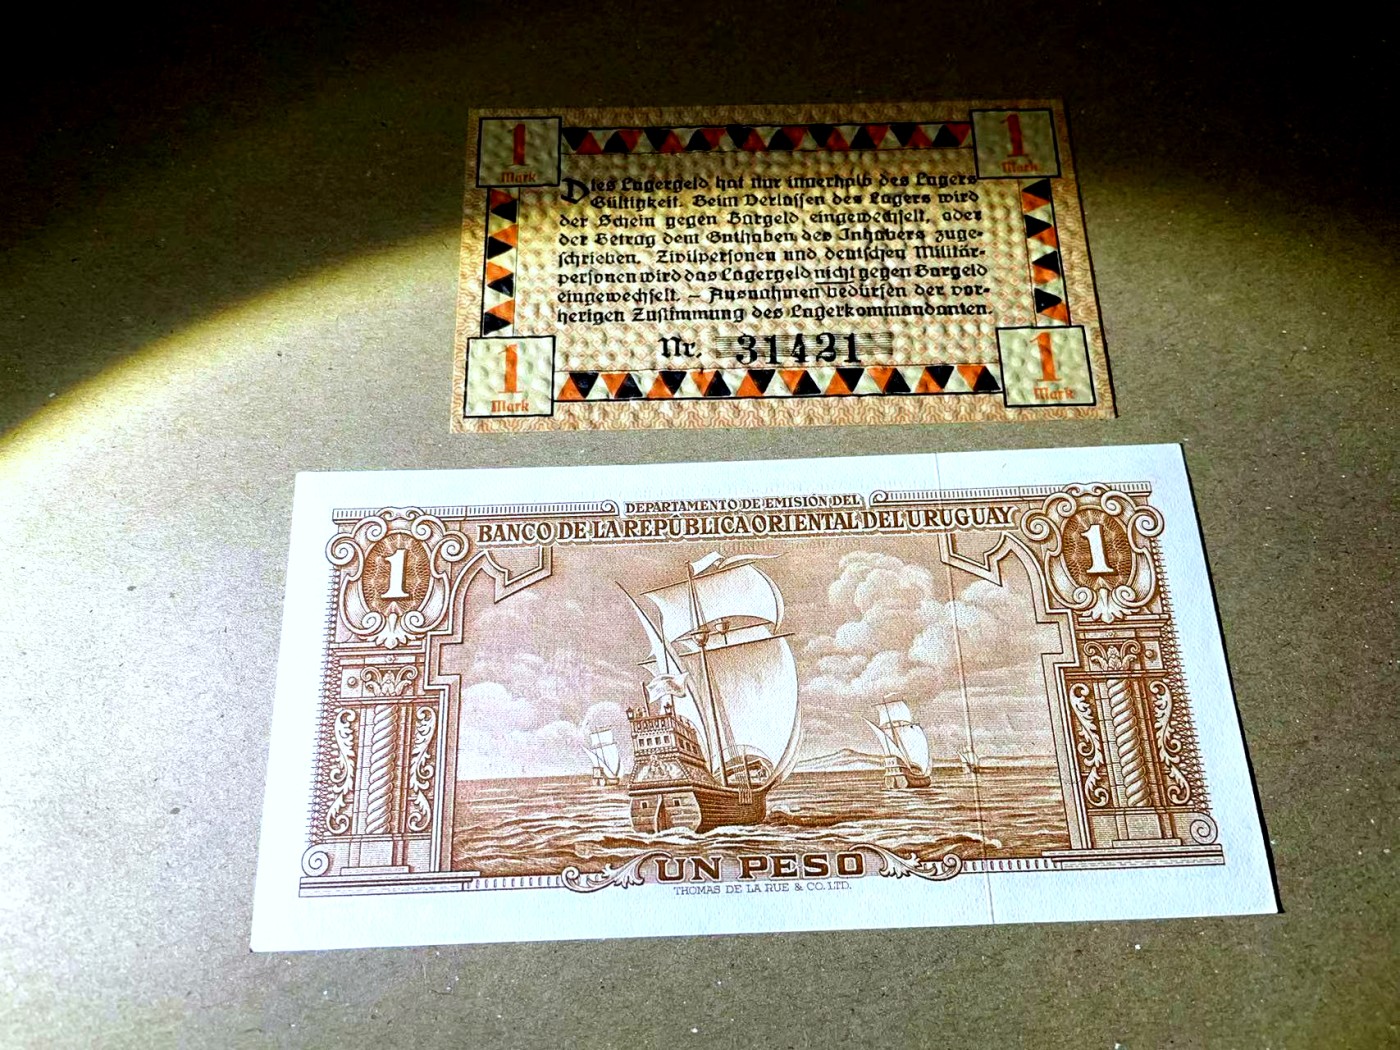 1
Mark
1
Mark
Dies Lagergeld hat nur innerhalb des Lagers
Gültigkeit. Beim Verlassen des Lagers wird
der Schein gegen Bargeld eingewechselt, oder
der Betrag dem Guthaben des Inhabers zuge-
schrieben. Zivilpersonen und deutschen Militär-
personen wird das Lagergeld nicht gegen Bargeld
eingewechselt. — Ausnahmen bedürfen der vor-
herigen Zustimmung des Lagerkommandanten.
Nr. 31421
1
Mark
1
Mark
DEPARTAMENTO DE EMISIÓN DEL
BANCO DE LA REPÚBLICA ORIENTAL DEL URUGUAY
1
1
UN PESO
THOMAS DE LA RUE & CO. LTD.